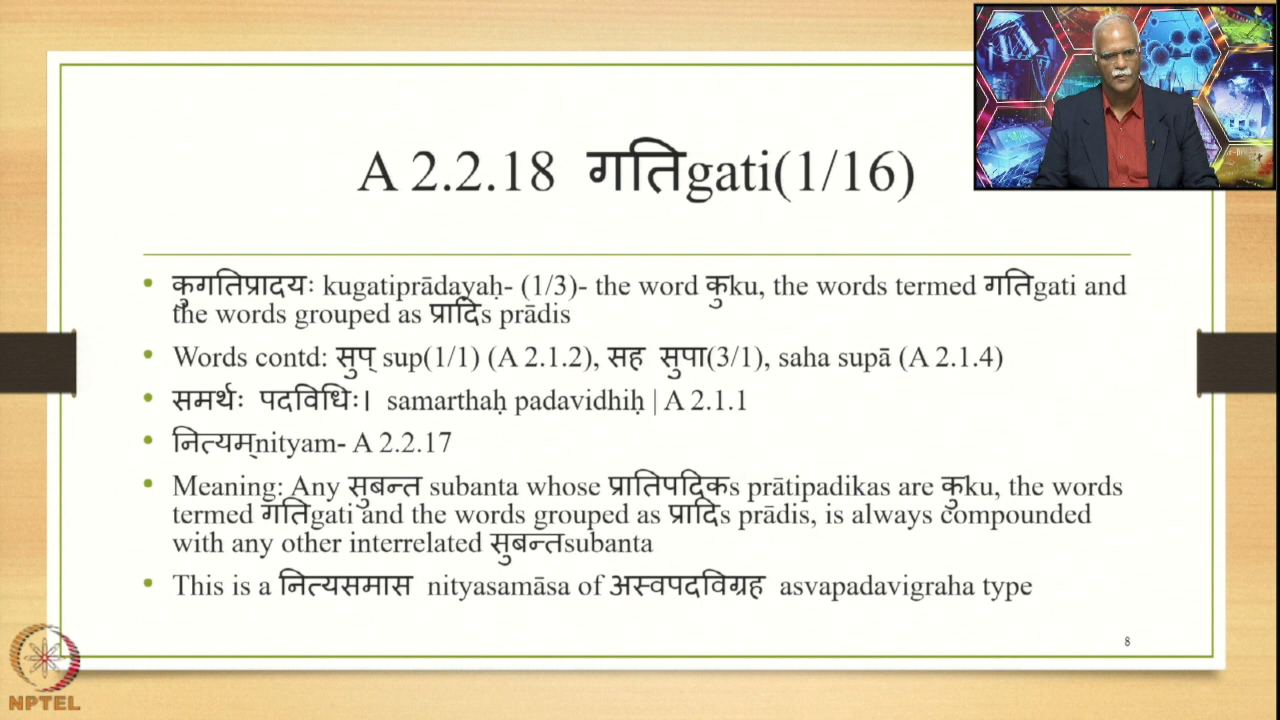 A 2.2.18 गतिgati(1/16)
• कुगतिप्रादयः kugatiprādayaḥ- (1/3)- the word कुku, the words termed गतिgati and
the words grouped as प्रादिs prādis
• Words contd: सुप् sup(1/1) (A 2.1.2), सह सुपा(3/1), saha supā (A 2.1.4)
• समर्थः पदविधिः। samarthaḥ padavidhiḥ | A 2.1.1
• नित्यम्nityam- A 2.2.17
• Meaning: Any सुबन्त subanta whose प्रातिपदिकs prātipadikas are कुku, the words
termed गतिgati and the words grouped as प्रादिs prādis, is always compounded
with any other interrelated सुबन्तsubanta
• This is a नित्यसमास nityasamāsa of अस्वपदविग्रह asvapadavigraha type
8
NPTEL